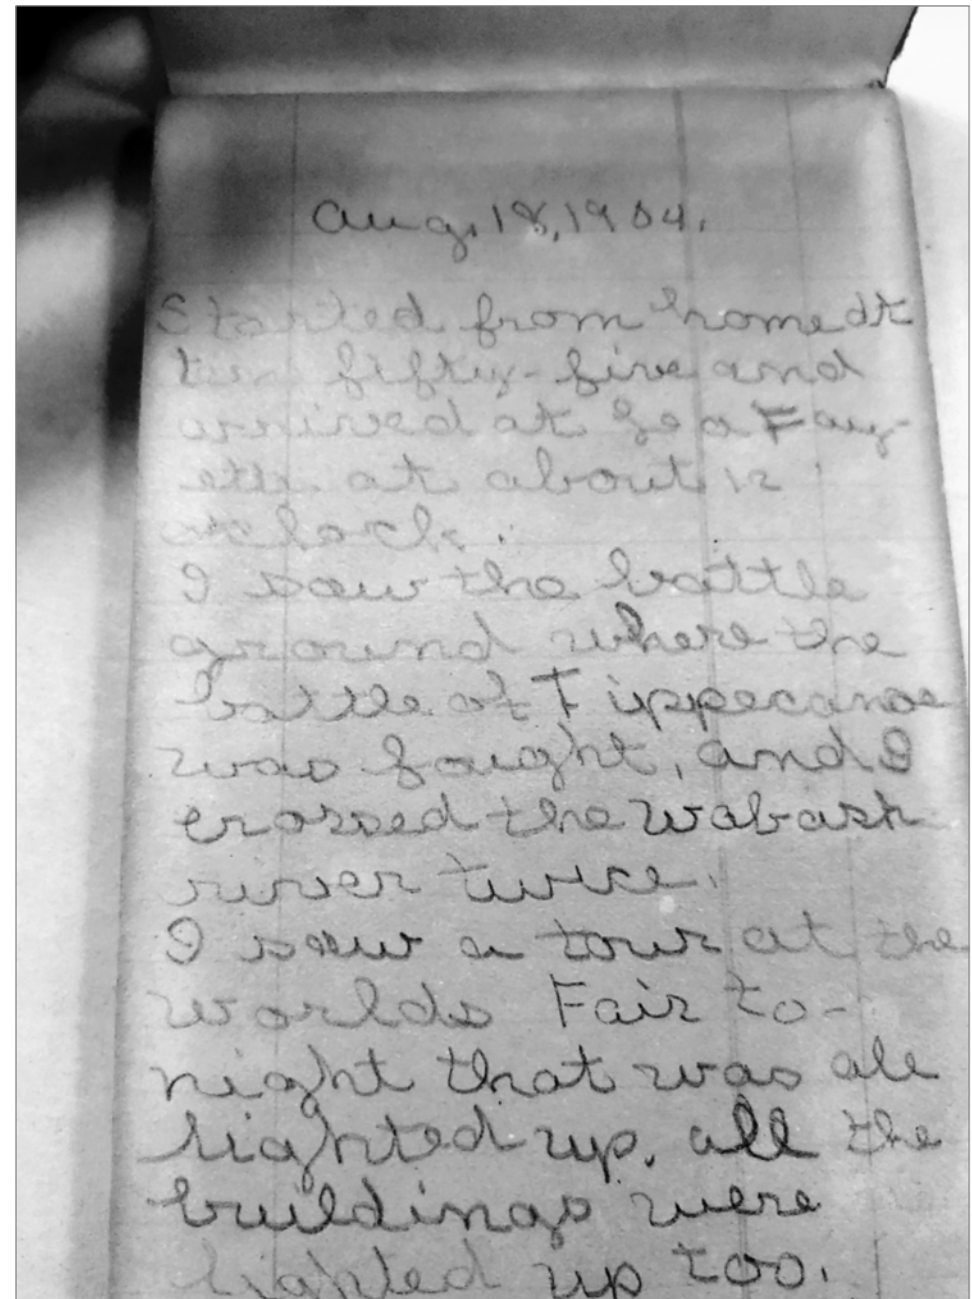 Aug. 18, 1904.
Started from home at
ten fifty-five and
arrived at La Fay-
ette at about 12
oclock.
I saw the battle
ground where the
battle of Tippecanoe
was fought, and I
crossed the Wabash
river twice.
I saw a towr at the
worlds Fair to-
night that was all
lighted up, all the
buildings were
lighted up too.